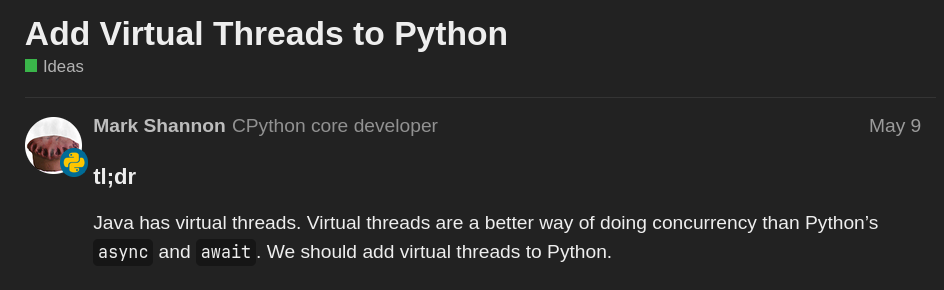 Add Virtual Threads to Python
Ideas
Mark Shannon CPython core developer May 9
tl;dr
Java has virtual threads. Virtual threads are a better way of doing concurrency than Python’s
async and await. We should add virtual threads to Python.